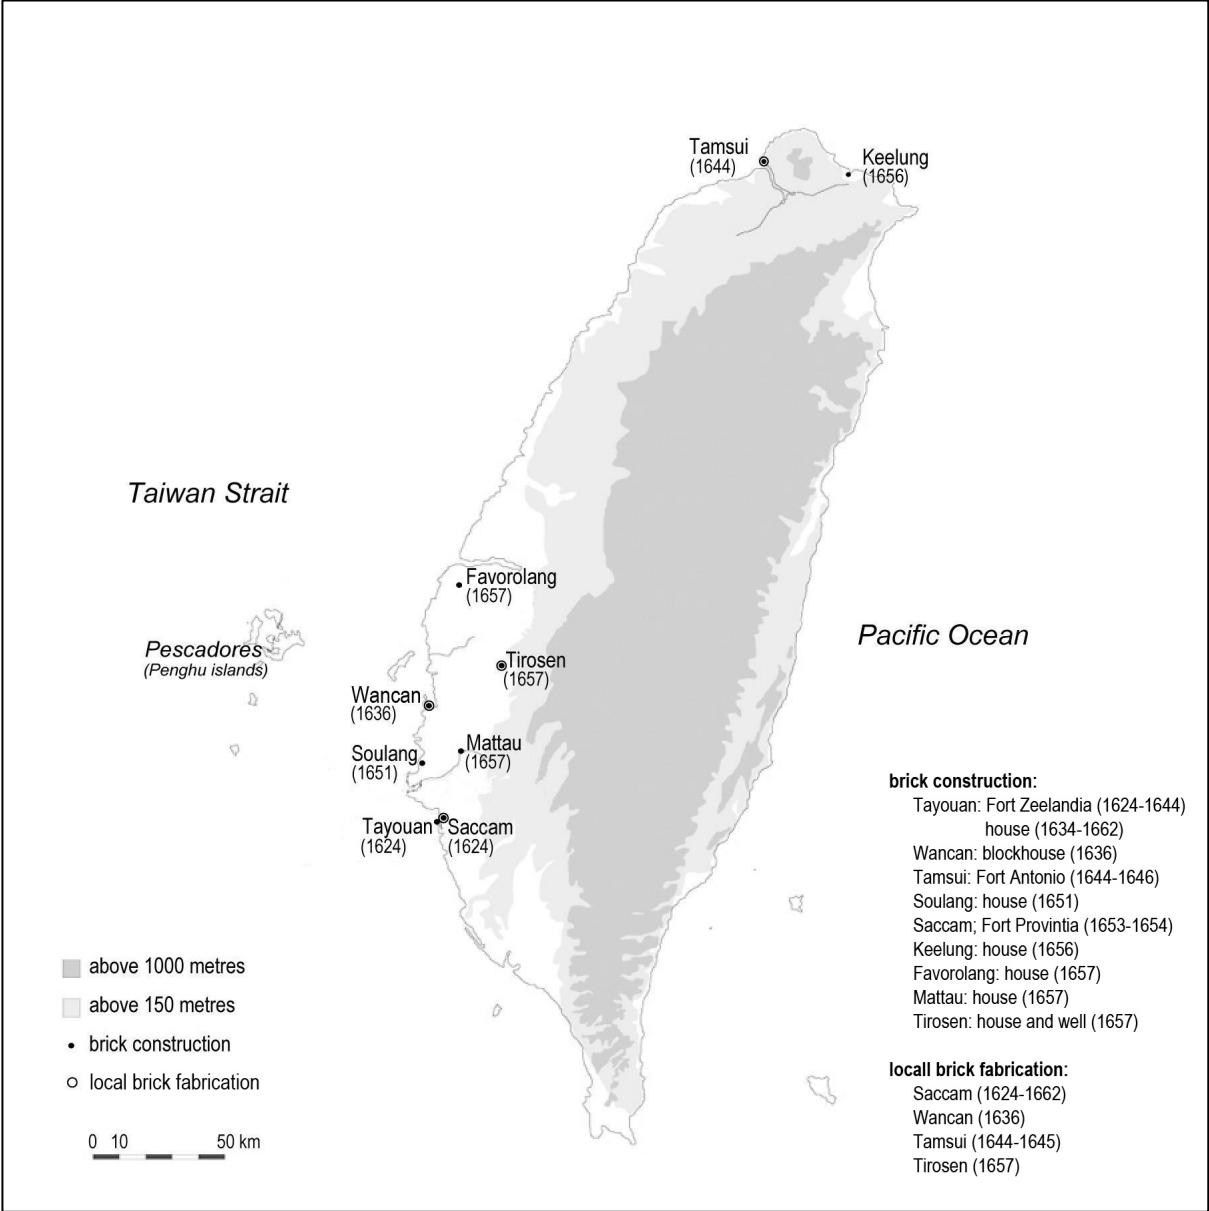 Tamsui
(1644)
Keelung
(1656)
Taiwan Strait
Favorolang
(1657)
Pacific Ocean
Pescadores
(Penghu islands)
Tirosen
(1657)
Wancan
(1636)
Mattau
(1657)
Soulang
(1651)
Tayouan
(1624)
Saccam
(1624)
brick construction:
Tayouan: Fort Zeelandia (1624-1644)
house (1634-1662)
Wancan: blockhouse (1636)
Tamsui: Fort Antonio (1644-1646)
Soulang: house (1651)
Saccam; Fort Provintia (1653-1654)
Keelung: house (1656)
Favorolang: house (1657)
Mattau: house (1657)
Tirosen: house and well (1657)
locall brick fabrication:
Saccam (1624-1662)
Wancan (1636)
Tamsui (1644-1645)
Tirosen (1657)
above 1000 metres
above 150 metres
brick construction
local brick fabrication
0 10 50 km